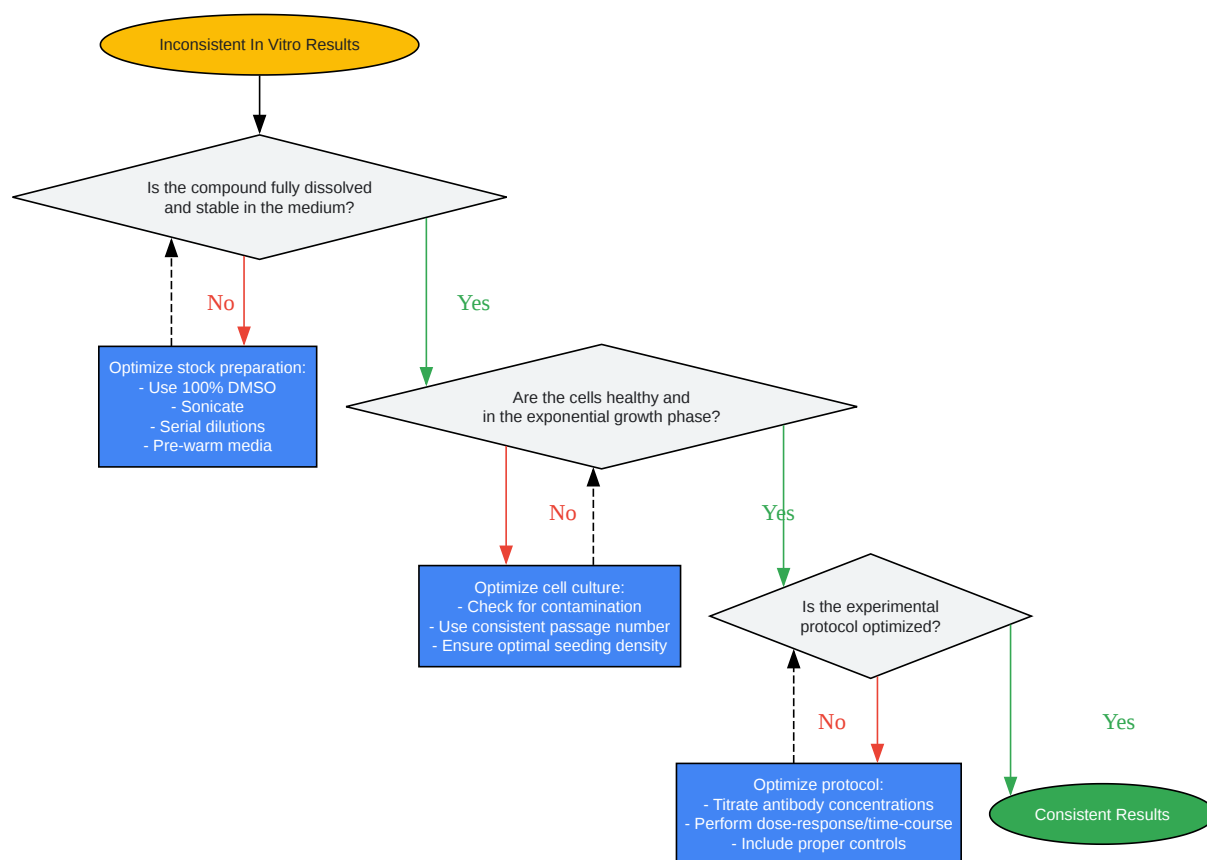 Inconsistent In Vitro Results
Is the compound fully dissolved
and stable in the medium?
No
Yes
Optimize stock preparation:
- Use 100% DMSO
- Sonicate
- Serial dilutions
- Pre-warm media
Are the cells healthy and
in the exponential growth phase?
No
Yes
Optimize cell culture:
- Check for contamination
- Use consistent passage number
- Ensure optimal seeding density
Is the experimental
protocol optimized?
No
Yes
Optimize protocol:
- Titrate antibody concentrations
- Perform dose-response/time-course
- Include proper controls
Consistent Results